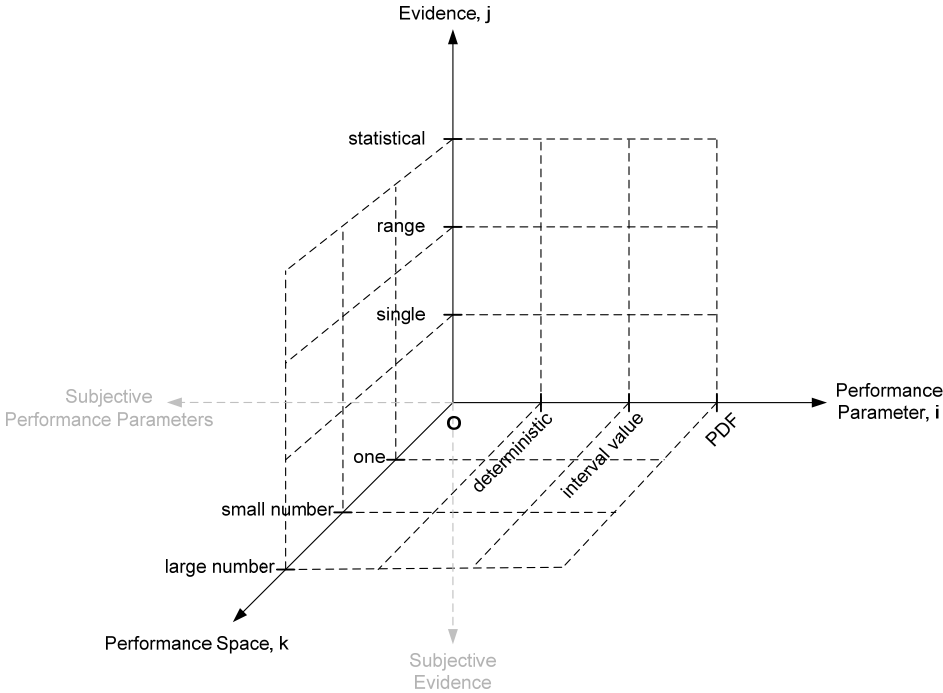 Evidence, j
statistical
range
single
Subjective
Performance Parameters
Performance
Parameter, i
O
deterministic
interval value
PDF
one
small number
large number
Performance Space, k
Subjective
Evidence